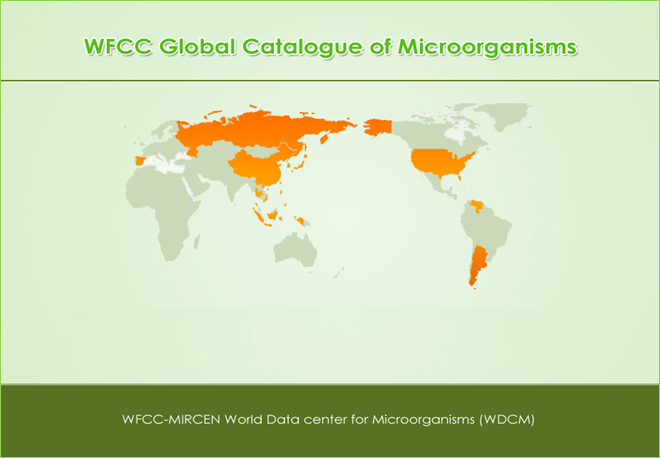 WFCC Global Catalogue of Microorganisms
WFCC-MIRCEN World Data center for Microorganisms (WDCM)